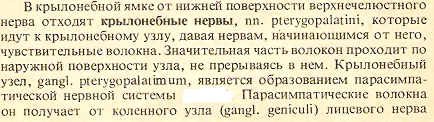 В крылонебной ямке от нижней поверхности верхнечелюстного
нерва отходят крылонебные нервы, nn. pterygopalatini, которые
идут к крылонебному узлу, давая нервам, начинающимся от него,
чувствительные волокна. Значительная часть волокон проходит по
наружной поверхности узла, не прерываясь в нем. Крылонебный
узел, gangl. pterygopalatimum, является образованием парасимпа-
тической нервной системы Парасимпатические волокна
он получает от коленного узла (gangl. geniculi) лицевого нерва